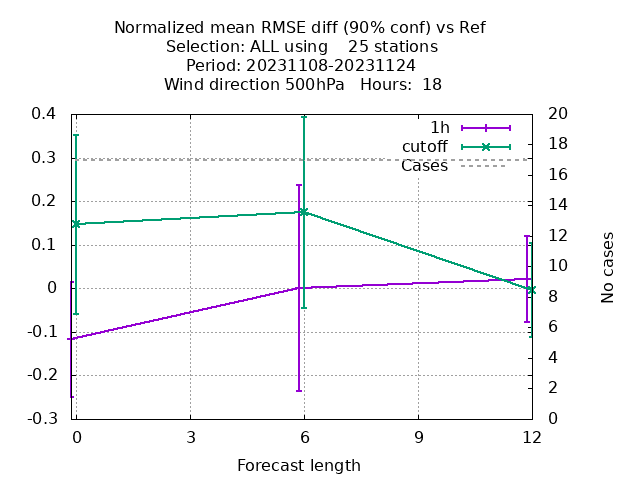 Normalized mean RMSE diff (90% conf) vs Ref
Selection: ALL using    25 stations
Period: 20231108-20231124
Wind direction 500hPa   Hours:  18
0.4
0.3
0.2
0.1
0
-0.1
-0.2
-0.3
20
18
16
14
12
10
8
6
4
2
0
1h
cutoff
Cases
No cases
0 3 6 9 12
Forecast length